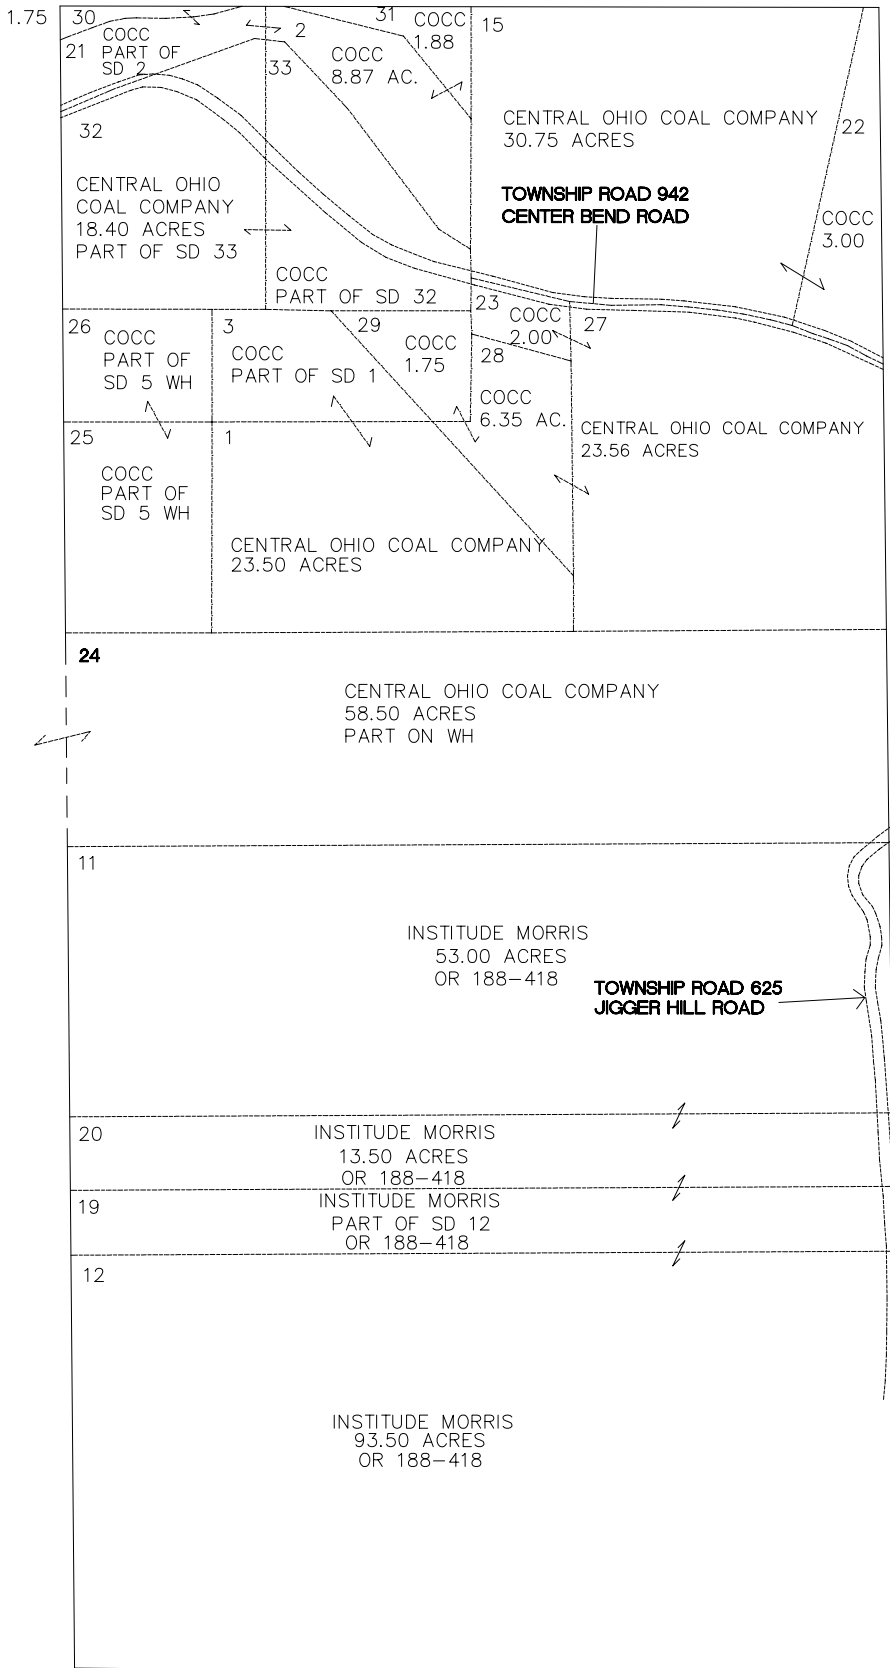 1.75
30
31
COCC
1.88
15
COCC
PART OF
SD 2
21
2
33
COCC
8.87 AC.
CENTRAL OHIO COAL COMPANY
30.75 ACRES
22
32
CENTRAL OHIO
COAL COMPANY
18.40 ACRES
PART OF SD 33
TOWNSHIP ROAD 942
CENTER BEND ROAD
COCC
3.00
COCC
PART OF SD 32
23
26
COCC
PART OF
SD 5 WH
3
COCC
PART OF SD 1
29
COCC
1.75
COCC
2.00
27
28
COCC
6.35 AC.
CENTRAL OHIO COAL COMPANY
23.56 ACRES
25
COCC
PART OF
SD 5 WH
1
CENTRAL OHIO COAL COMPANY
23.50 ACRES
24
CENTRAL OHIO COAL COMPANY
58.50 ACRES
PART ON WH
11
INSTITUDE MORRIS
53.00 ACRES
OR 188-418
TOWNSHIP ROAD 625
JIGGER HILL ROAD
20
INSTITUDE MORRIS
13.50 ACRES
OR 188-418
19
INSTITUDE MORRIS
PART OF SD 12
OR 188-418
12
INSTITUDE MORRIS
93.50 ACRES
OR 188-418